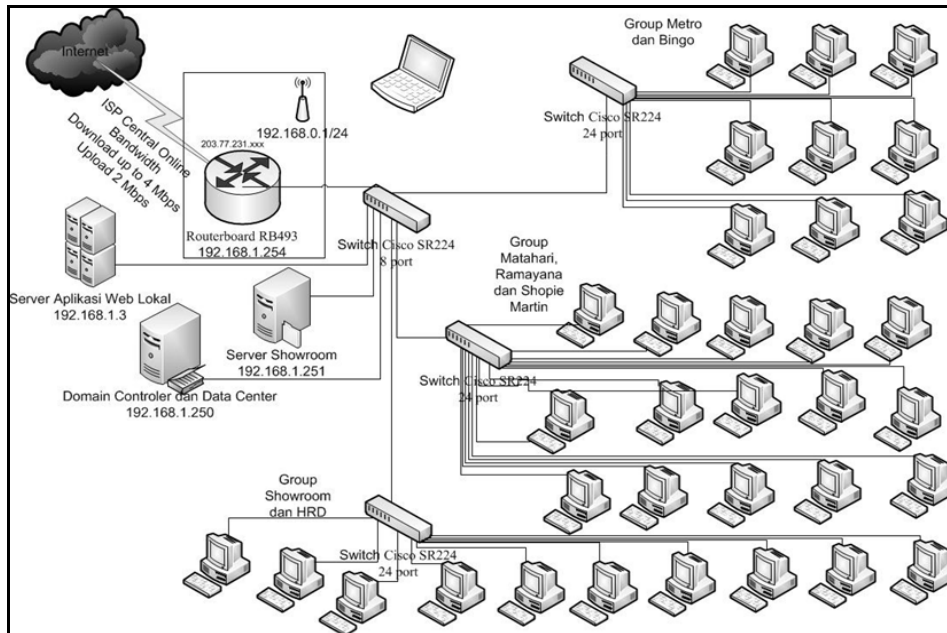 Internet
ISP Central Online
Bandwidth
Download up to 4 Mbps
Upload 2 Mbps
192.168.0.1/24
203.77.231.xxx
Routerboard RB493
192.168.1.254
Server Aplikasi Web Lokal
192.168.1.3
Server Showroom
192.168.1.251
Domain Controler dan Data Center
192.168.1.250
Switch Cisco SR224
8 port
Group Metro
dan Bingo
Switch Cisco SR224
24 port
Group
Matahari,
Ramayana
dan Shopie
Martin
Switch Cisco SR224
24 port
Group
Showroom
dan HRD
Switch Cisco SR224
24 port